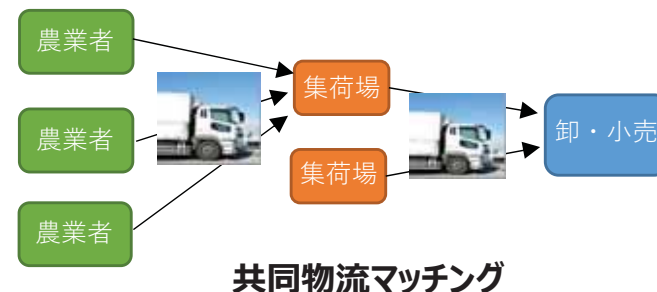 農業者
農業者
農業者
集荷場
集荷場
卸・小売
共同物流マッチング